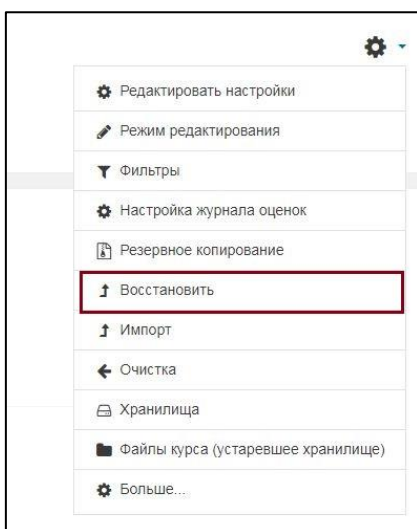 Редактировать настройки
Режим редактирования
Фильтры
Настройка журнала оценок
Резервное копирование
Восстановить
Импорт
Очистка
Хранилища
Файлы курса (устаревшее хранилище)
Больше...